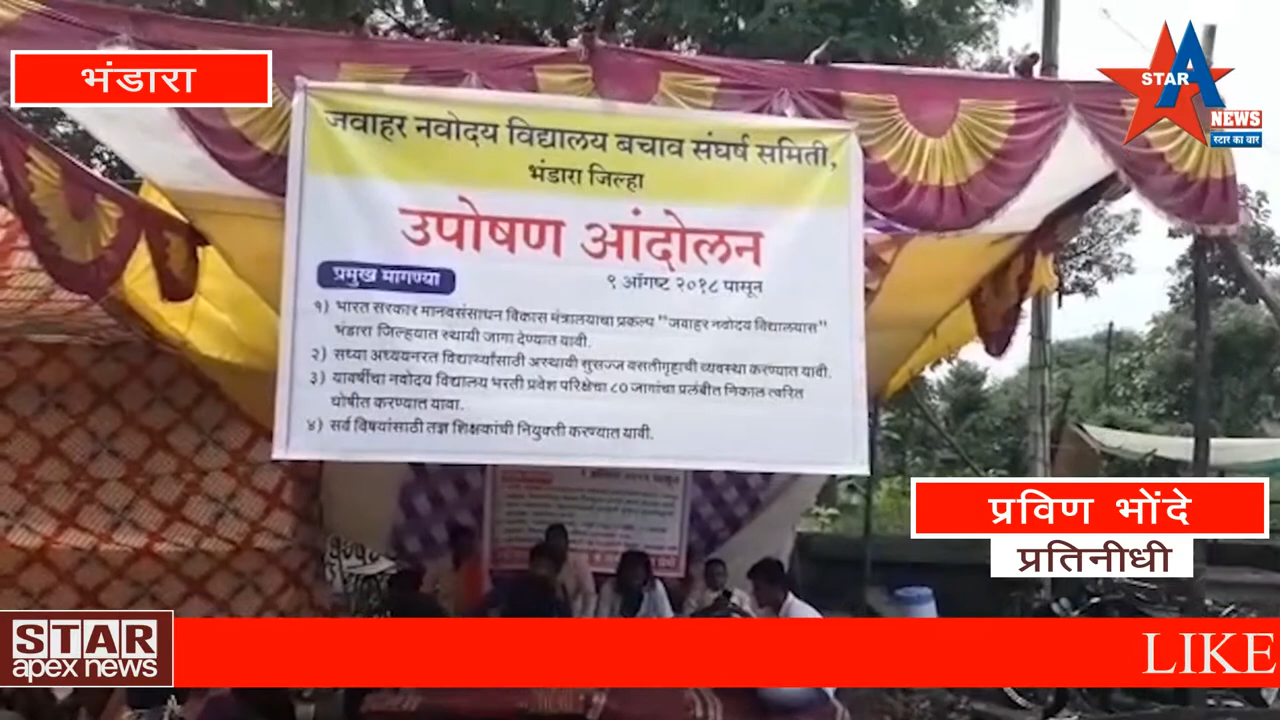 भंडारा
STAR A
NEWS
स्टार का वार
जवाहर नवोदय विद्यालय बचाव संघर्ष समिती,
भंडारा जिल्हा
उपोषण आंदोलन
प्रमुख मागण्या
९ ऑगष्ट २०१८ पासून
१) भारत सरकार मानवसंसाधन विकास मंत्रालयाचा प्रकल्प "जवाहर नवोदय विद्यालयास"
भंडारा जिल्हयात स्थायी जागा देण्यात यावी.
२) सध्या अध्ययनरत विद्यार्थ्यांसाठी अस्थायी सुसज्ज वसतीगृहाची व्यवस्था करण्यात यावी.
३) यावर्षीचा नवोदय विद्यालय भरती प्रवेश परिक्षेचा ८० जागांचा प्रलंबीत निकाल त्वरित
घोषीत करण्यात यावा.
४) सर्व विषयांसाठी तज्ञ शिक्षकांची नियुक्ती करण्यात यावी.
प्रविण भोंदे
प्रतिनीधी
STAR
apex news
LIKE